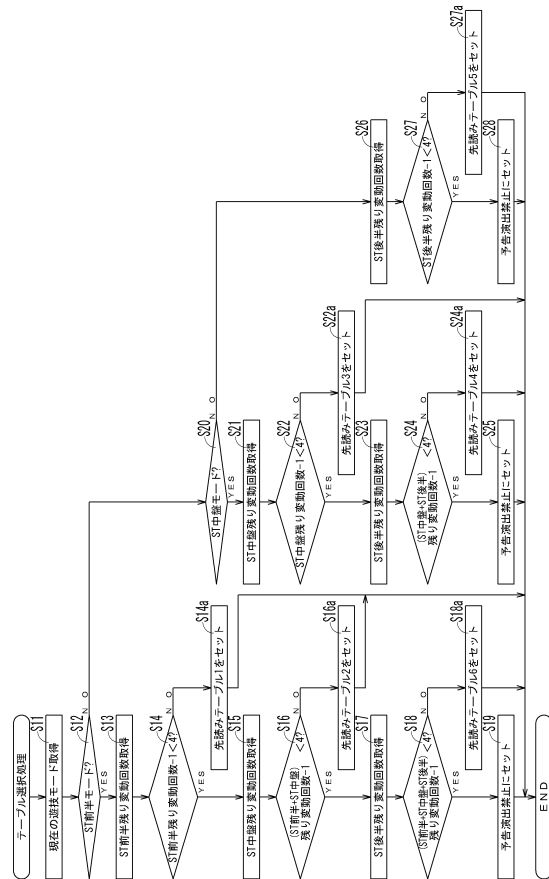 テーブル選択処理
S11
現在の遊技モード取得
S12
ST前半モード?
NO
YES
S13
ST前半残り変動回数取得
S14
ST前半残り変動回数-1<4?
NO
YES
S14a
先読みテーブル1をセット
S15
ST中盤残り変動回数取得
S16
(ST前半+ST中盤)
残り変動回数-1
<4?
NO
YES
S16a
先読みテーブル2をセット
S17
ST後半残り変動回数取得
S18
(ST前半+ST中盤+ST後半)
残り変動回数-1
<4?
NO
YES
S18a
先読みテーブル6をセット
S19
予告演出禁止にセット
S20
ST中盤モード?
NO
YES
S21
ST中盤残り変動回数取得
S22
ST中盤残り変動回数-1<4?
NO
YES
S22a
先読みテーブル3をセット
S23
ST後半残り変動回数取得
S24
(ST中盤+ST後半)
残り変動回数-1
<4?
NO
YES
S24a
先読みテーブル4をセット
S25
予告演出禁止にセット
S26
ST後半残り変動回数取得
S27
ST後半残り変動回数-1<4?
NO
YES
S27a
先読みテーブル5をセット
S28
予告演出禁止にセット
END